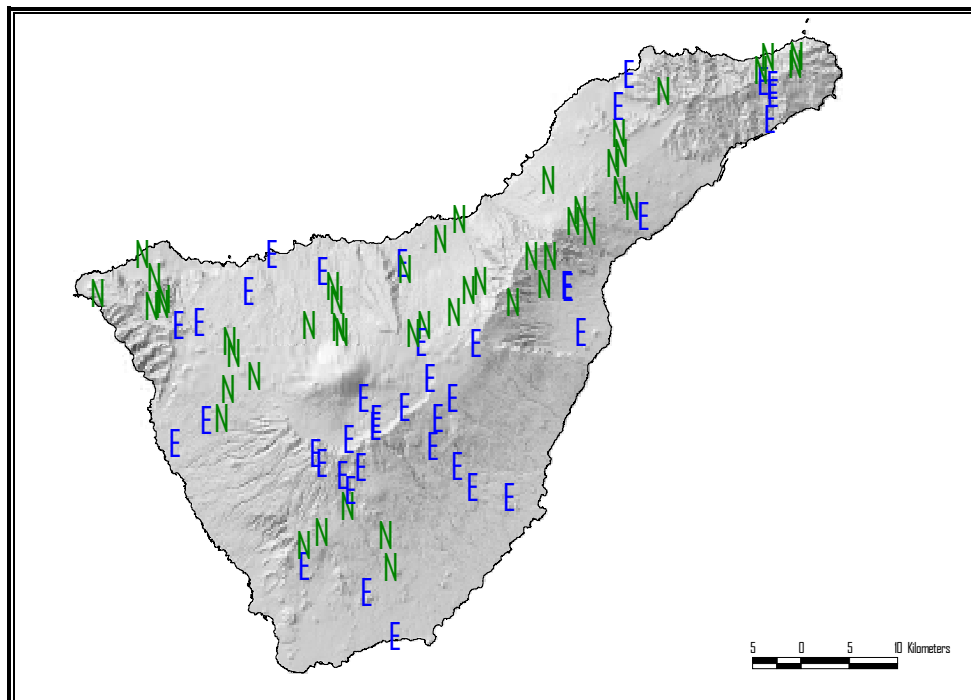 N N
E N N
N E E
E E
E
N
N
N
N
N
N
N N E
N N
N N
N E N N
E E N
N N N
N E N N E
N N N N N
E E N N N N N E
N E E
N
N E
N E E E
N E E E
E E E
E E E E
E E E
N E
N N
N E N
E
E
5 0 5 10 Kilometers